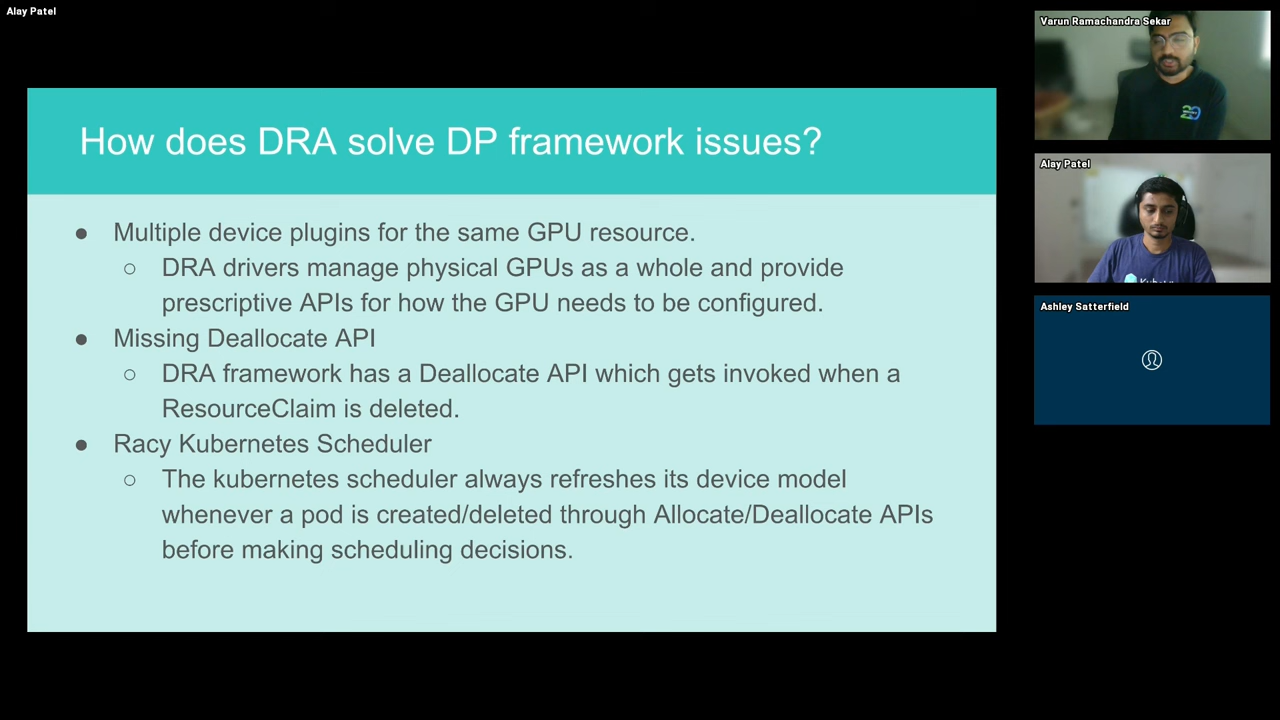 Alay Patel
How does DRA solve DP framework issues?
● Multiple device plugins for the same GPU resource.
○ DRA drivers manage physical GPUs as a whole and provide
prescriptive APIs for how the GPU needs to be configured.
● Missing Deallocate API
○ DRA framework has a Deallocate API which gets invoked when a
ResourceClaim is deleted.
● Racy Kubernetes Scheduler
○ The kubernetes scheduler always refreshes its device model
whenever a pod is created/deleted through Allocate/Deallocate APIs
before making scheduling decisions.
Varun Ramachandra Sekar
Alay Patel
Ashley Satterfield